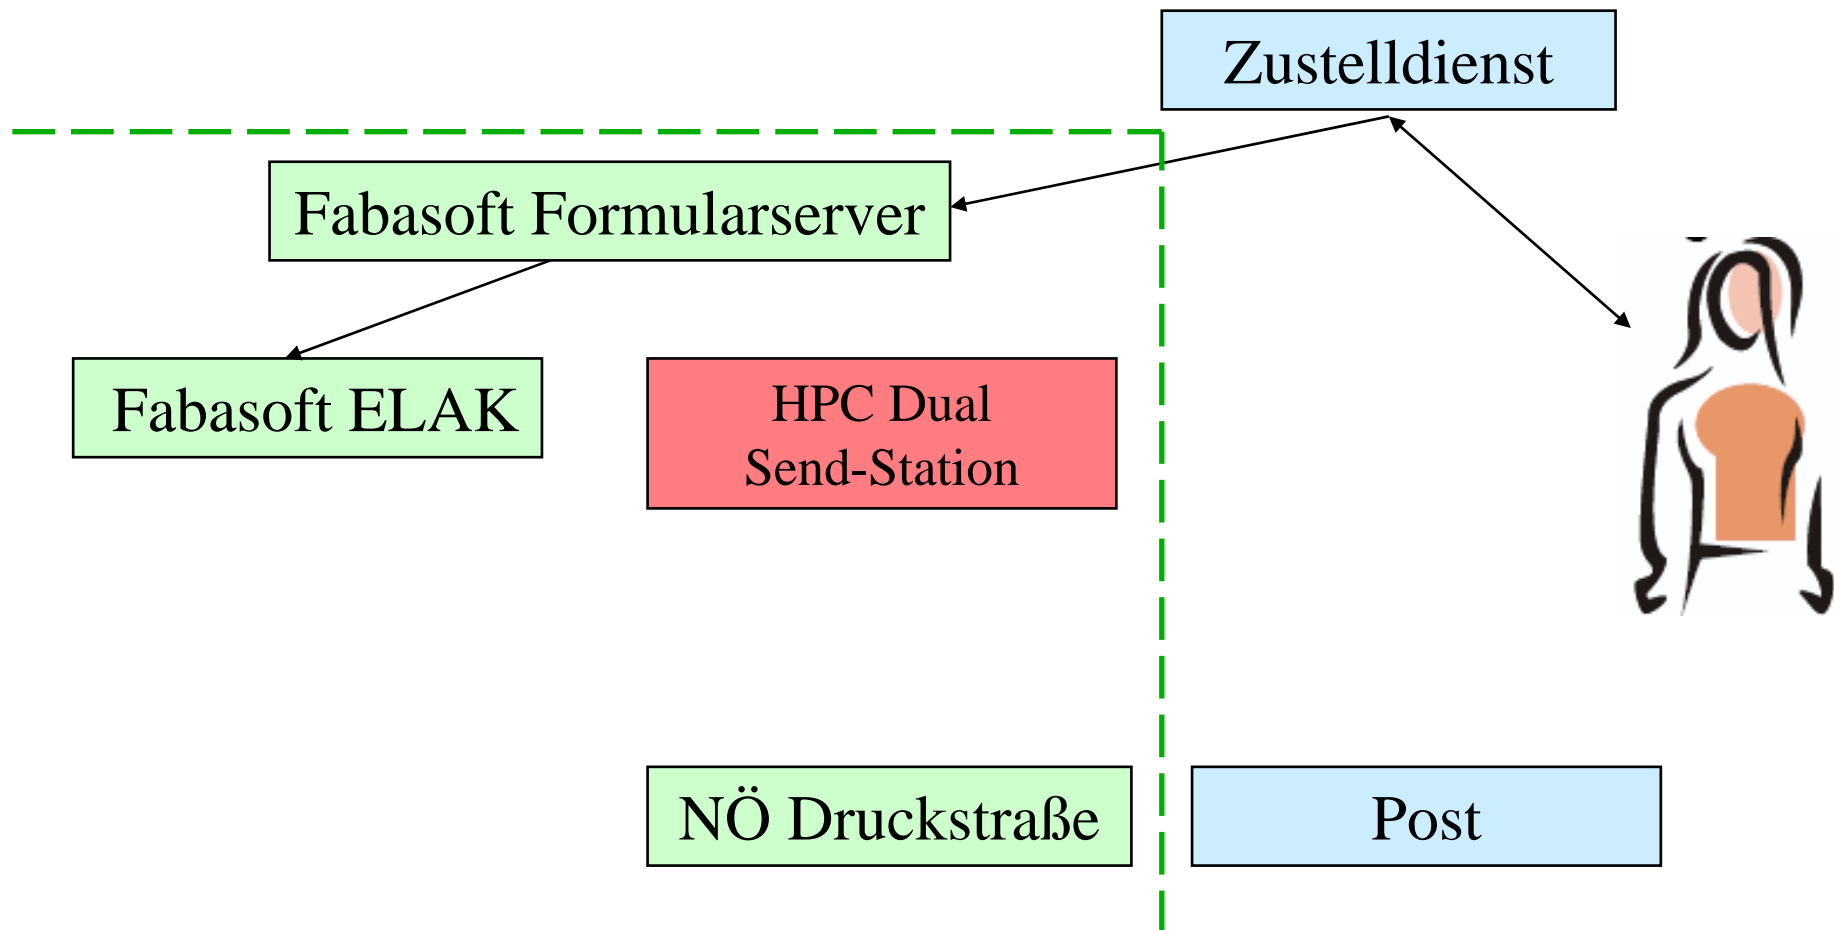 Zustelldienst
Fabasoft Formularserver
Fabasoft ELAK
HPC Dual
Send-Station
NÖ Druckstraße
Post